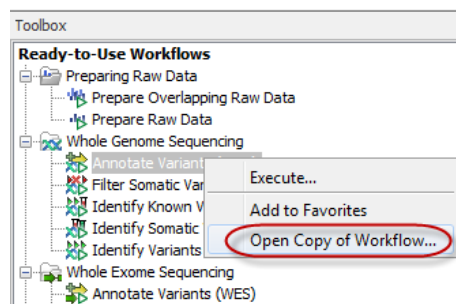 Toolbox
Ready-to-Use Workflows
Preparing Raw Data
Prepare Overlapping Raw Data
Prepare Raw Data
Whole Genome Sequencing
Annotate Variants
Execute...
Filter Somatic Var
Identify Known V
Add to Favorites
Identify Somatic
Open Copy of Workflow...
Identify Variants
Whole Exome Sequencing
Annotate Variants (WES)